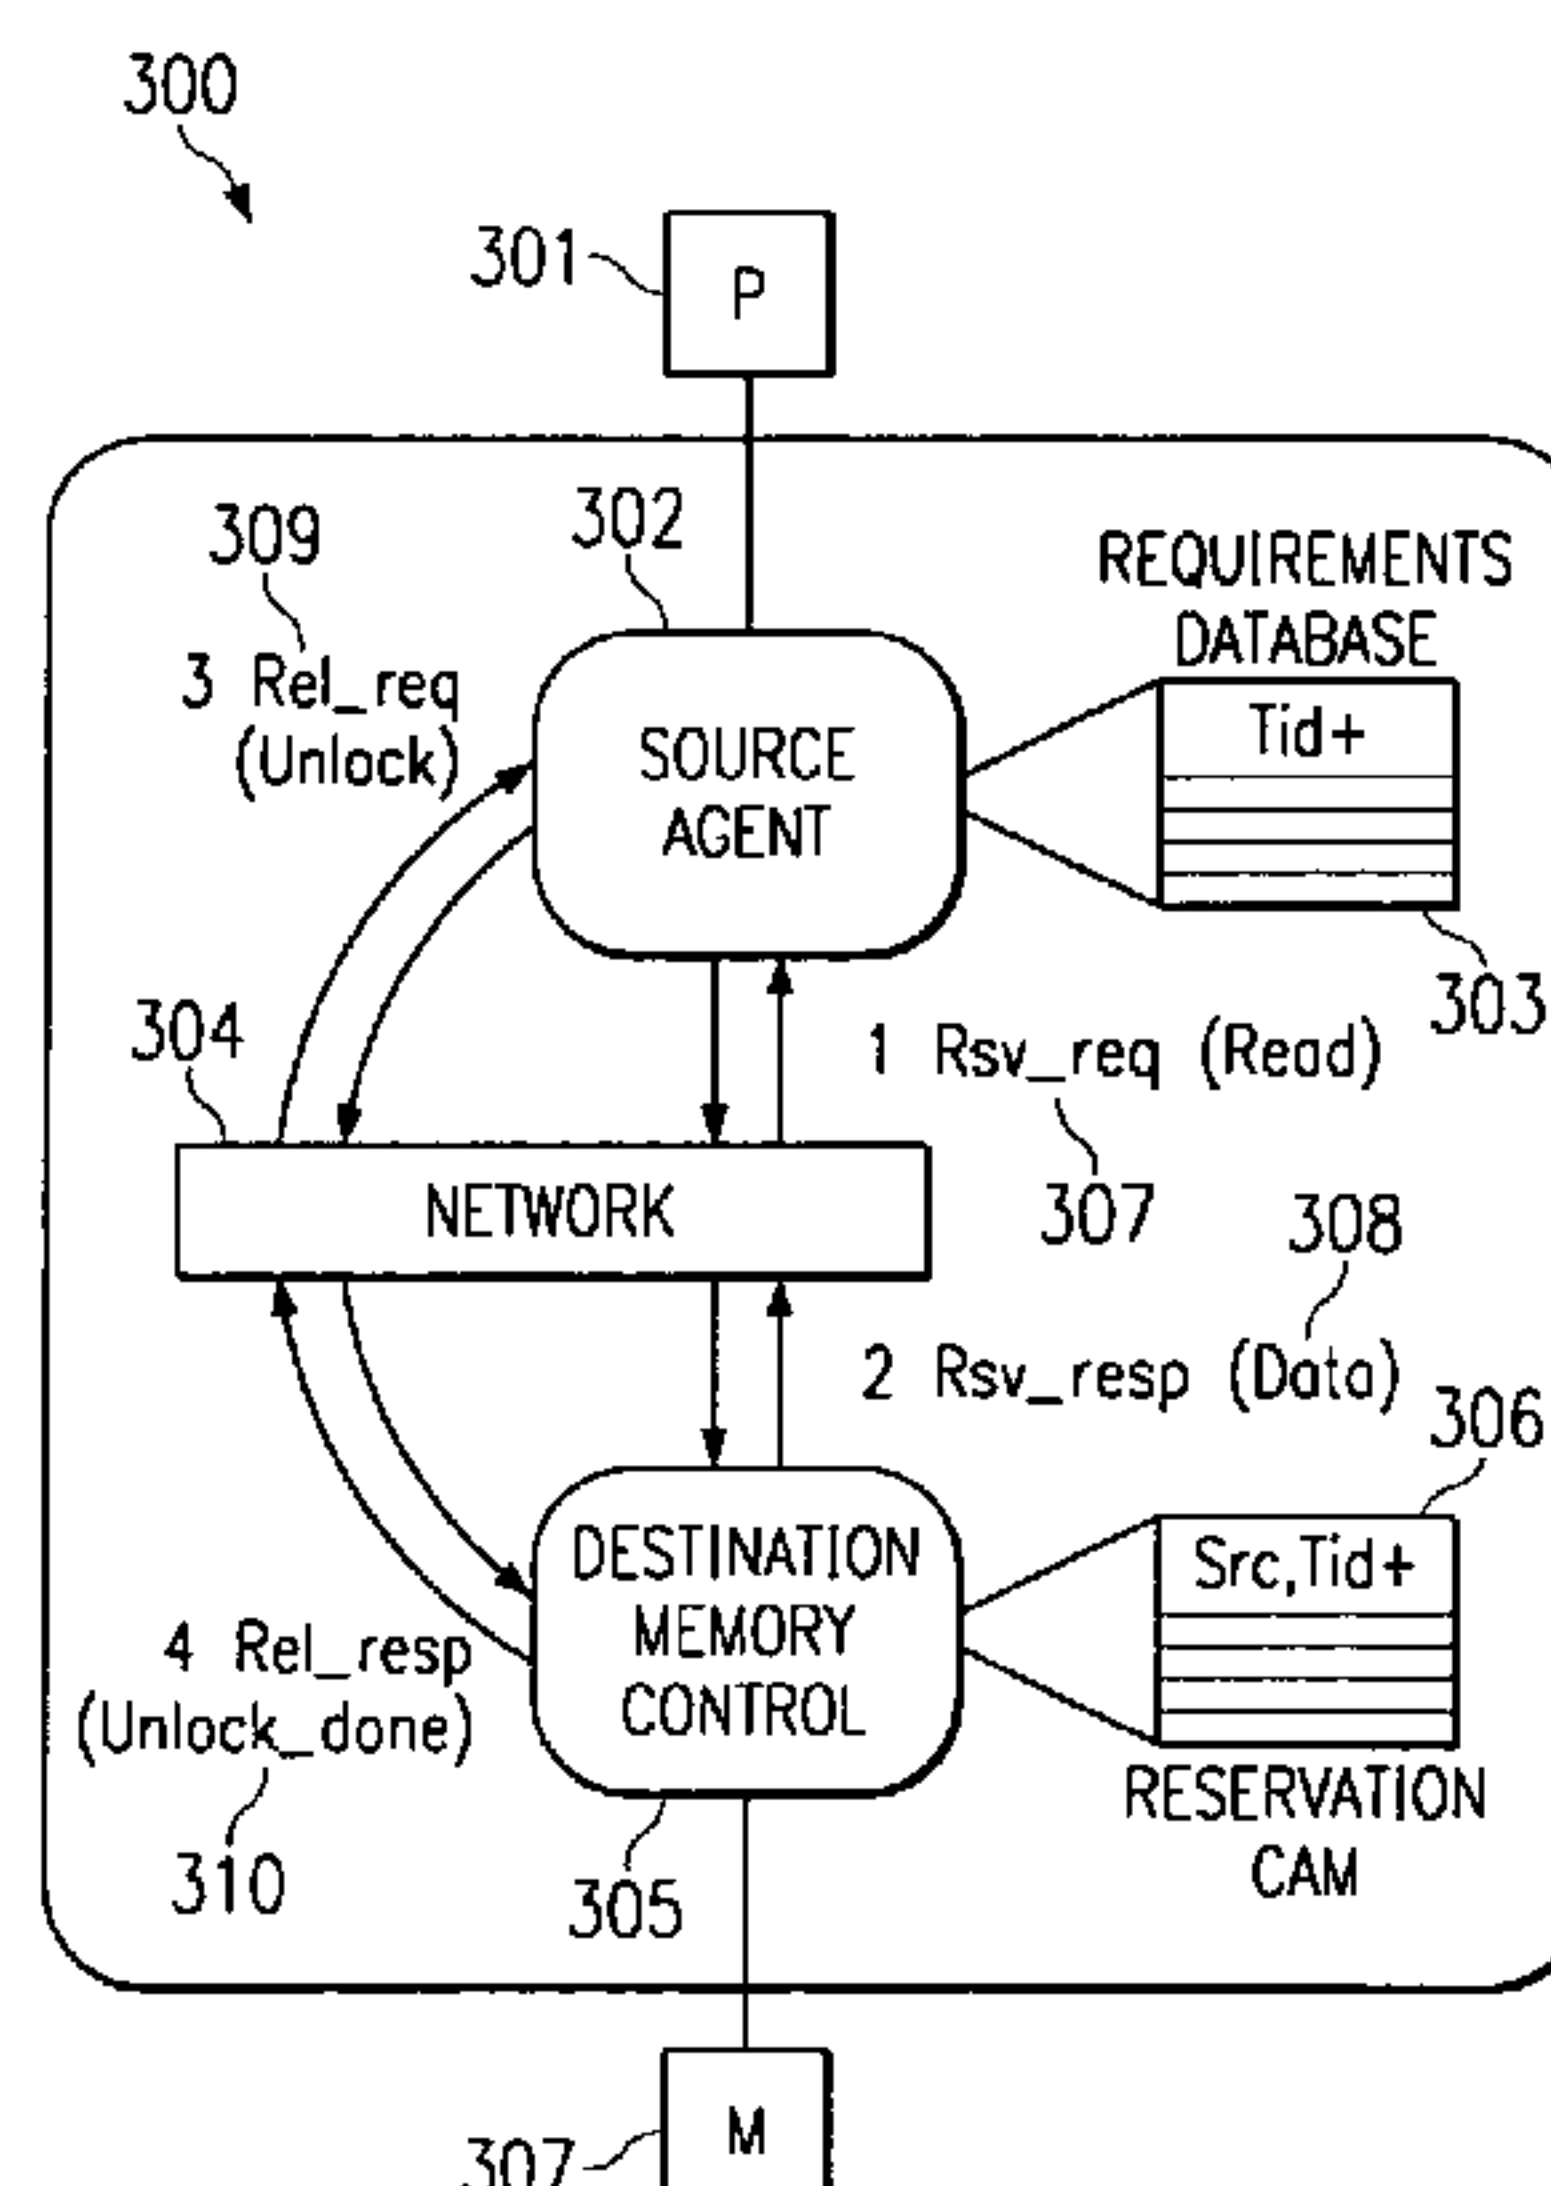 300
301
P
309
302
REQUIREMENTS
DATABASE
3 Rel_req
(Unlock)
SOURCE
AGENT
Tid+
303
304
1 Rsv_req (Read)
307
NETWORK
308
2 Rsv_resp (Data)
306
DESTINATION
MEMORY
CONTROL
Src,Tid+
4 Rel_resp
(Unlock_done)
RESERVATION
CAM
310
305
M
307